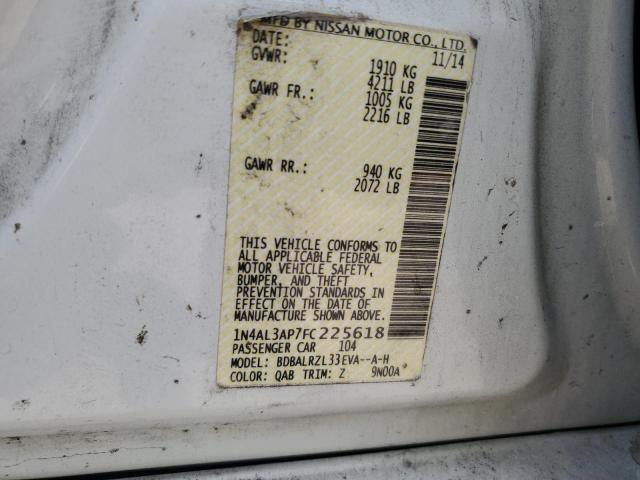 MFD BY NISSAN MOTOR CO., LTD.
DATE: 11/14
GVWR: 1910 KG
4211 LB
GAWR FR.: 1005 KG
2216 LB
GAWR RR.: 940 KG
2072 LB
THIS VEHICLE CONFORMS TO
ALL APPLICABLE FEDERAL
MOTOR VEHICLE SAFETY,
BUMPER, AND THEFT
PREVENTION STANDARDS IN
EFFECT ON THE DATE OF
MANUFACTURE SHOWN ABOVE.
1N4AL3AP7FC225618
PASSENGER CAR 104
MODEL: BDBALRZL33EVA--A-H
COLOR: QAB TRIM: Z 9N00A